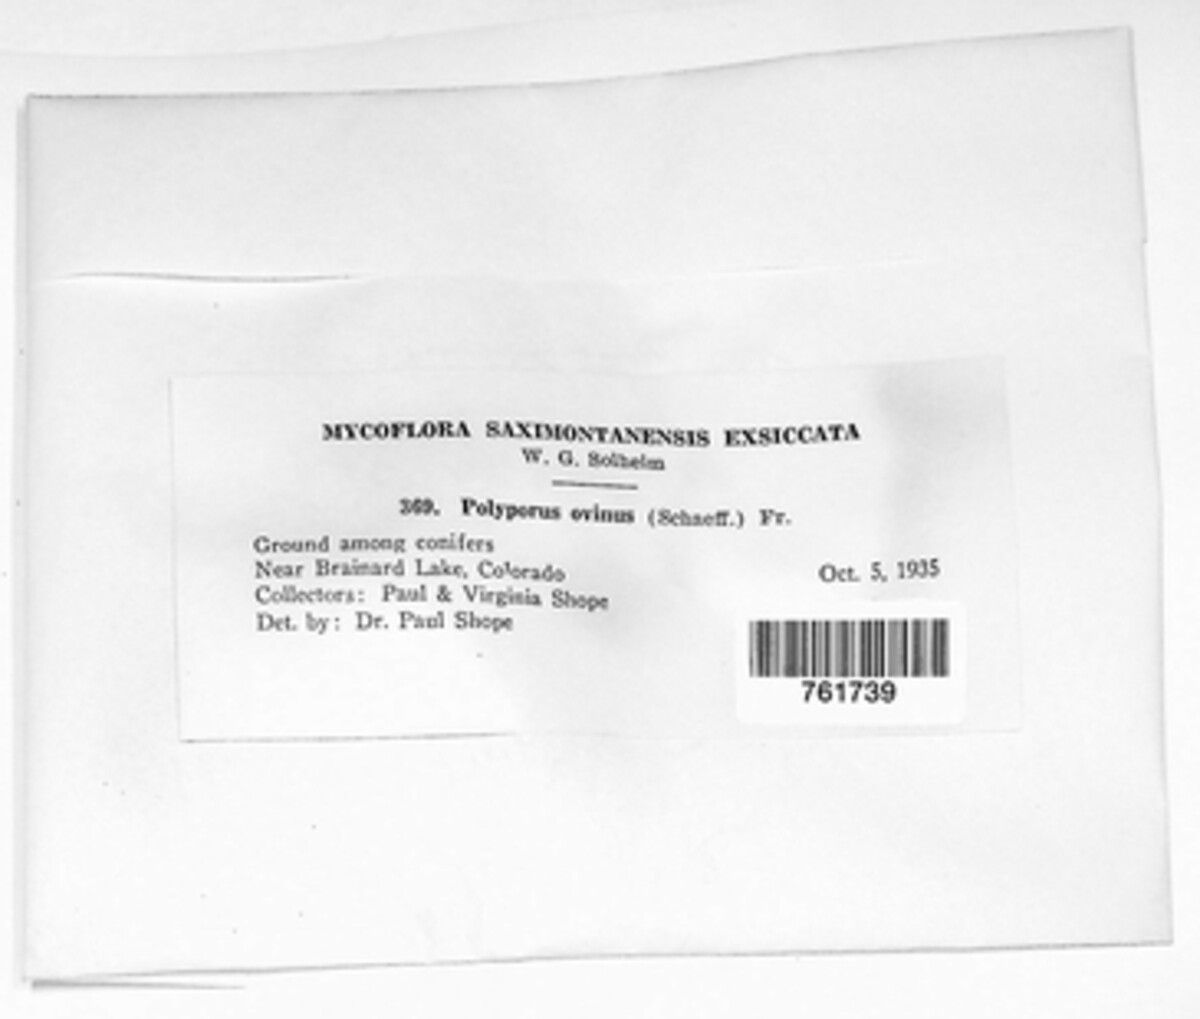 MYCOFLORA SAXIMONTANENSIS EXSICCATA
W. G. Solheim
369. Polyporus ovinus (Schaeff.) Fr.
Ground among conifers
Near Brainard Lake, Colorado
Oct. 5, 1935
Collectors: Paul & Virginia Shope
Det. by: Dr. Paul Shope
761739